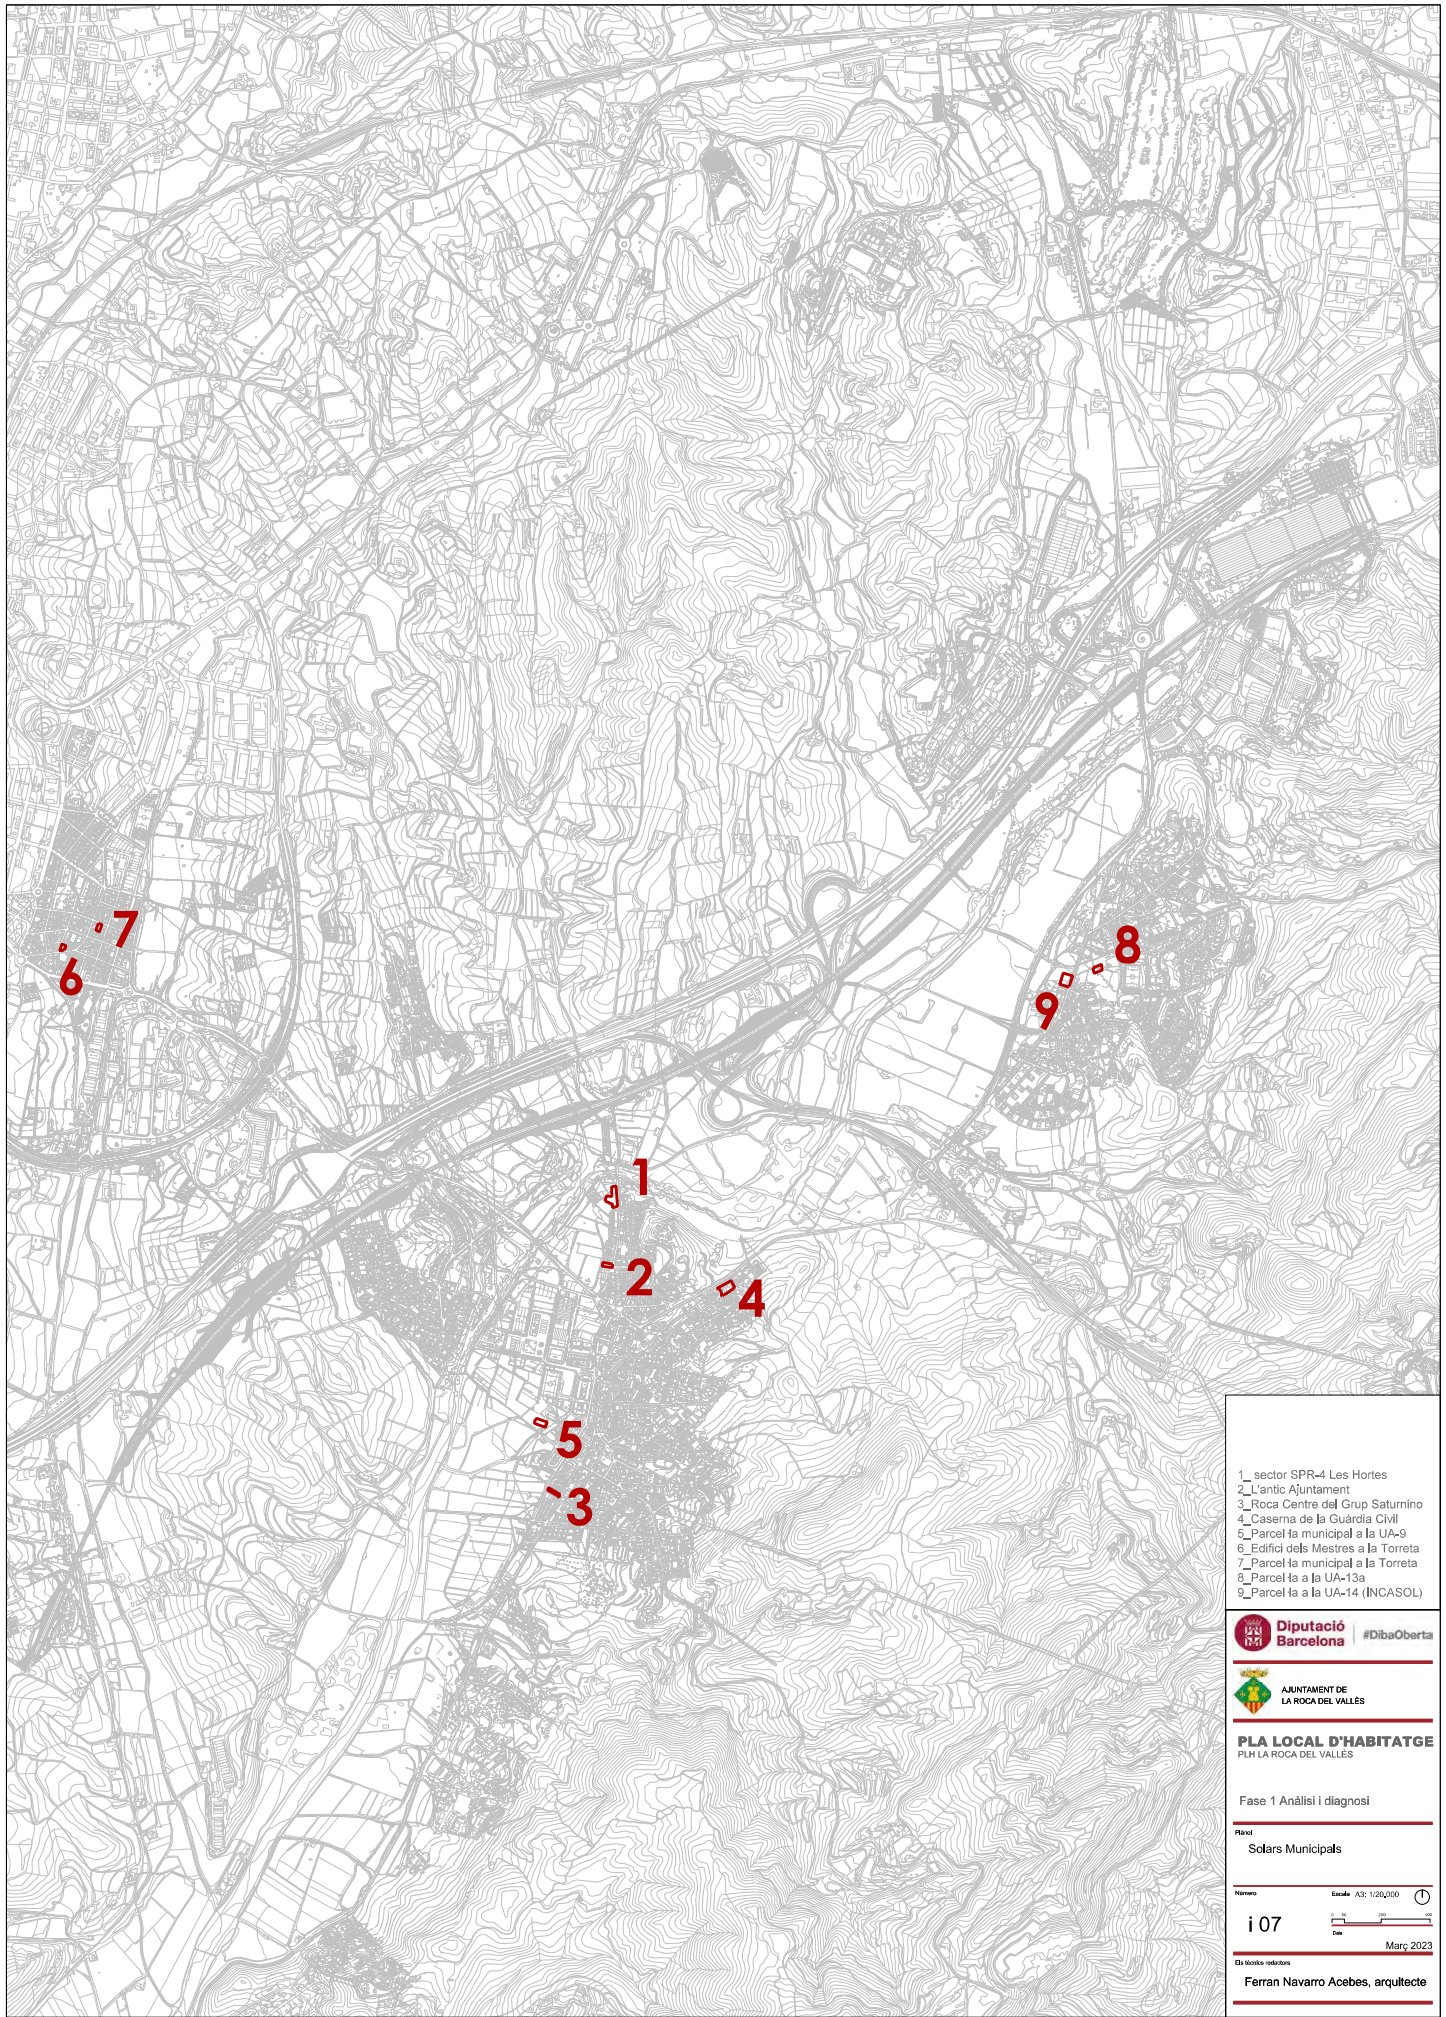 7
6
8
9
1
2
4
5
3
1_ sector SPR-4 Les Hortes
2_L'antic Ajuntament
3_Roca Centre del Grup Saturnino
4_Caserna de la Guàrdia Civil
5_Parcel·la municipal a la UA-9
6_Edifici dels Mestres a la Torreta
7_Parcel·la municipal a la Torreta
8_Parcel·la a la UA-13a
9_Parcel·la a la UA-14 (INCASOL)
Diputació
Barcelona
#DibaOberta
AJUNTAMENT DE
LA ROCA DEL VALLÈS
PLA LOCAL D'HABITATGE
PLH LA ROCA DEL VALLÈS
Fase 1 Anàlisi i diagnosi
Plànol
Solars Municipals
Número
Escala A3: 1/20.000
i 07
0 200 400
Data
Març 2023
Els tècnics redactors
Ferran Navarro Acebes, arquitecte